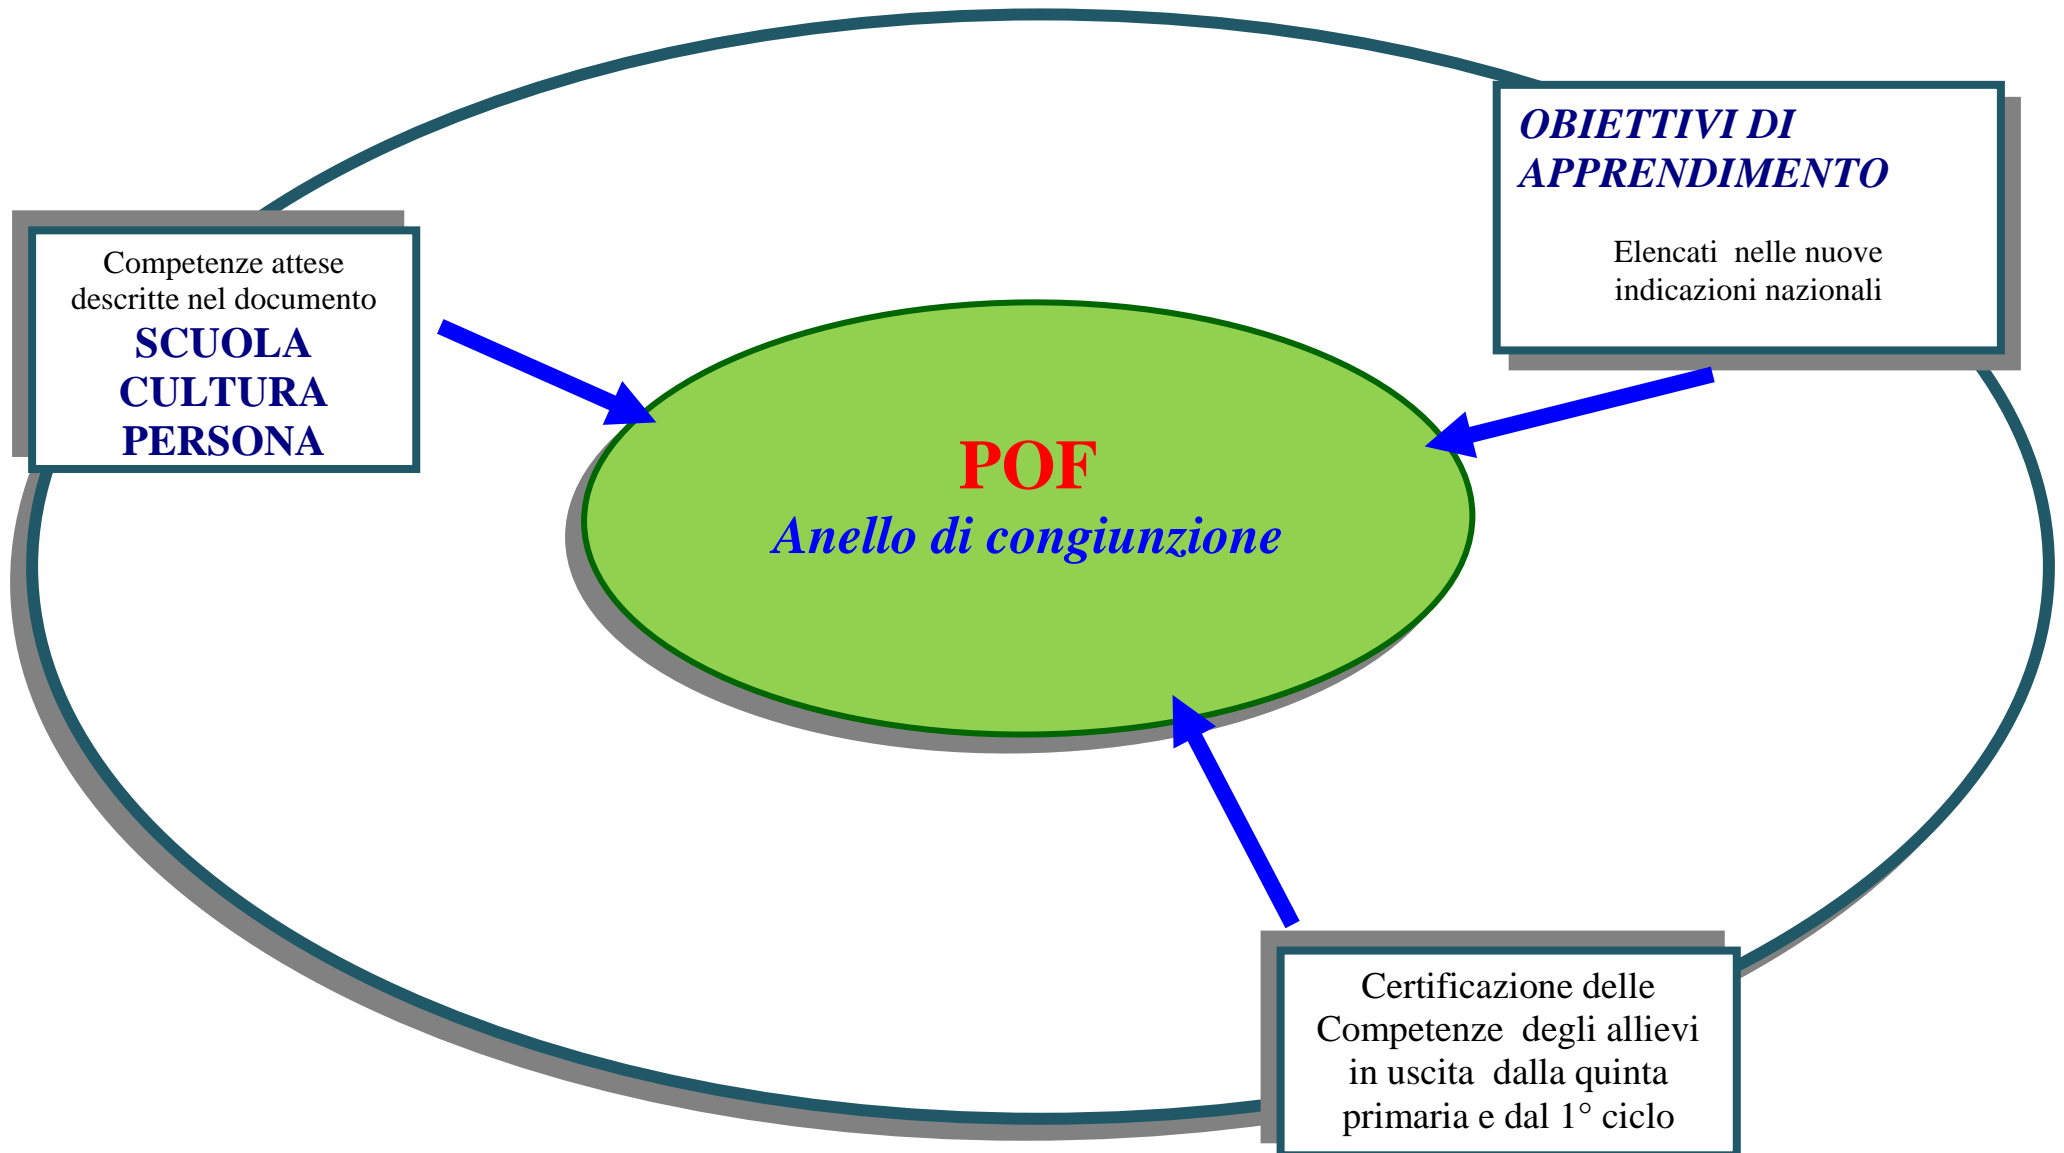 OBIETTIVI DI
APPRENDIMENTO
Elencati nelle nuove
indicazioni nazionali
Competenze attese
descritte nel documento
SCUOLA
CULTURA
PERSONA
POF
Anello di congiunzione
Certificazione delle
Competenze degli allievi
in uscita dalla quinta
primaria e dal 1° ciclo